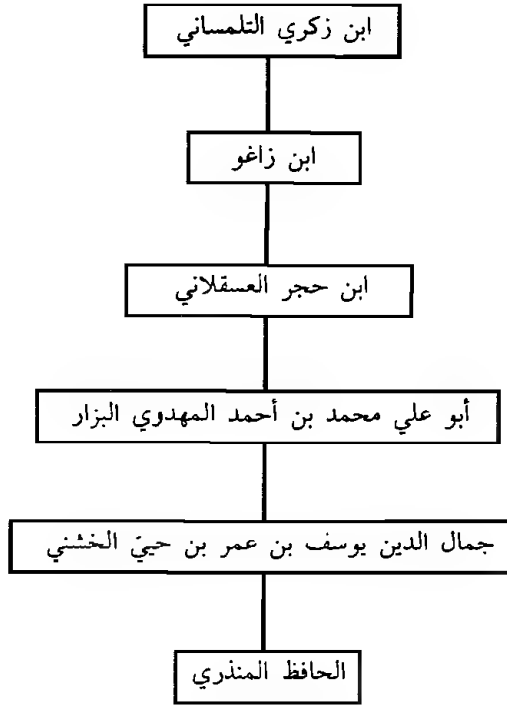 ابن زكري التلمساني
ابن زاغو
ابن حجر العسقلاني
أبو علي محمد بن أحمد المهدوي البزار
جمال الدين يوسف بن عمر بن حييّ الخشني
الحافظ المنذري